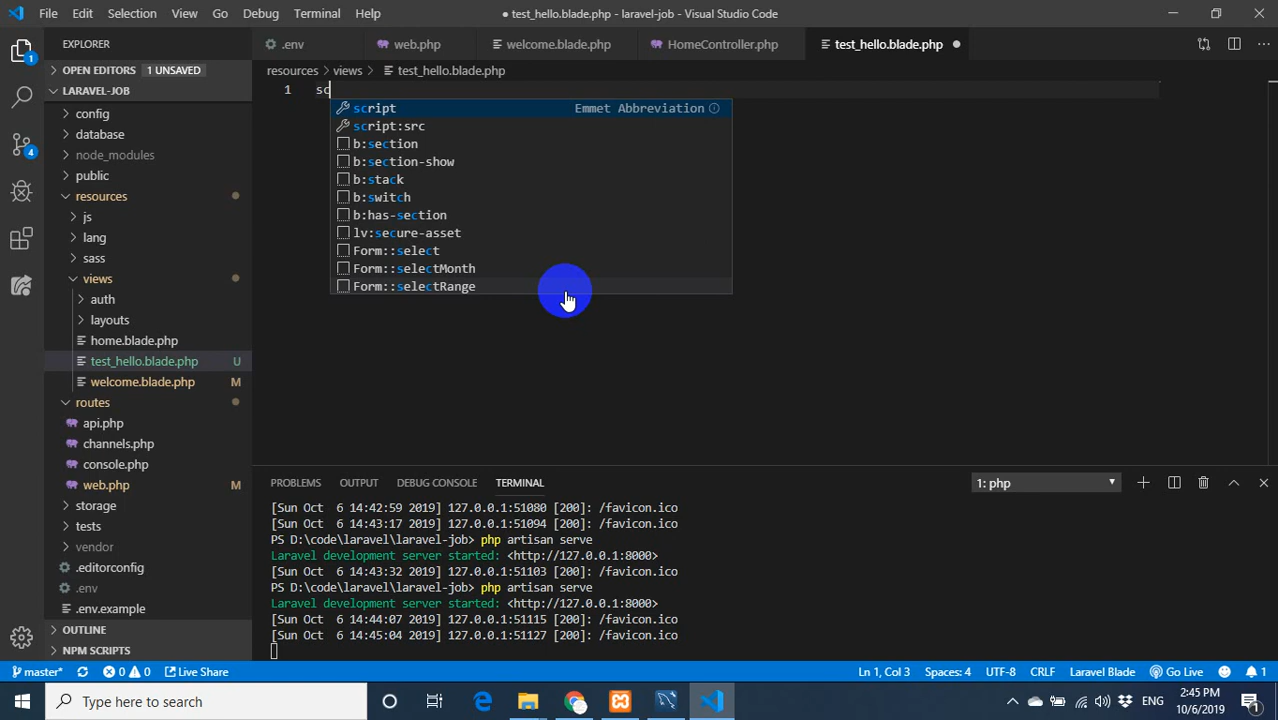 File Edit Selection View Go Debug Terminal Help
● test_hello.blade.php - laravel-job - Visual Studio Code
EXPLORER
.env
web.php
welcome.blade.php
HomeController.php
test_hello.blade.php
1
OPEN EDITORS 1 UNSAVED
resources > views > test_hello.blade.php
LARAVEL-JOB
1 sc
script Emmet Abbreviation
script:src
b:section
b:section-show
b:stack
b:switch
b:has-section
lv:secure-asset
Form::select
Form::selectMonth
Form::selectRange
4
config
database
node_modules
public
resources
js
lang
sass
views
auth
layouts
home.blade.php
test_hello.blade.php U
welcome.blade.php M
routes
api.php
channels.php
console.php
web.php M
storage
tests
vendor
.editorconfig
.env
.env.example
OUTLINE
NPM SCRIPTS
PROBLEMS OUTPUT DEBUG CONSOLE TERMINAL 1: php
[Sun Oct  6 14:42:59 2019] 127.0.0.1:51080 [200]: /favicon.ico
[Sun Oct  6 14:43:17 2019] 127.0.0.1:51094 [200]: /favicon.ico
PS D:\code\laravel\laravel-job> php artisan serve
Laravel development server started: <http://127.0.0.1:8000>
[Sun Oct  6 14:43:32 2019] 127.0.0.1:51103 [200]: /favicon.ico
PS D:\code\laravel\laravel-job> php artisan serve
Laravel development server started: <http://127.0.0.1:8000>
[Sun Oct  6 14:44:07 2019] 127.0.0.1:51115 [200]: /favicon.ico
[Sun Oct  6 14:45:04 2019] 127.0.0.1:51127 [200]: /favicon.ico
master* 0 0 Live Share Ln 1, Col 3 Spaces: 4 UTF-8 CRLF Laravel Blade Go Live 1
Type here to search
ENG
2:45 PM
10/6/2019
1